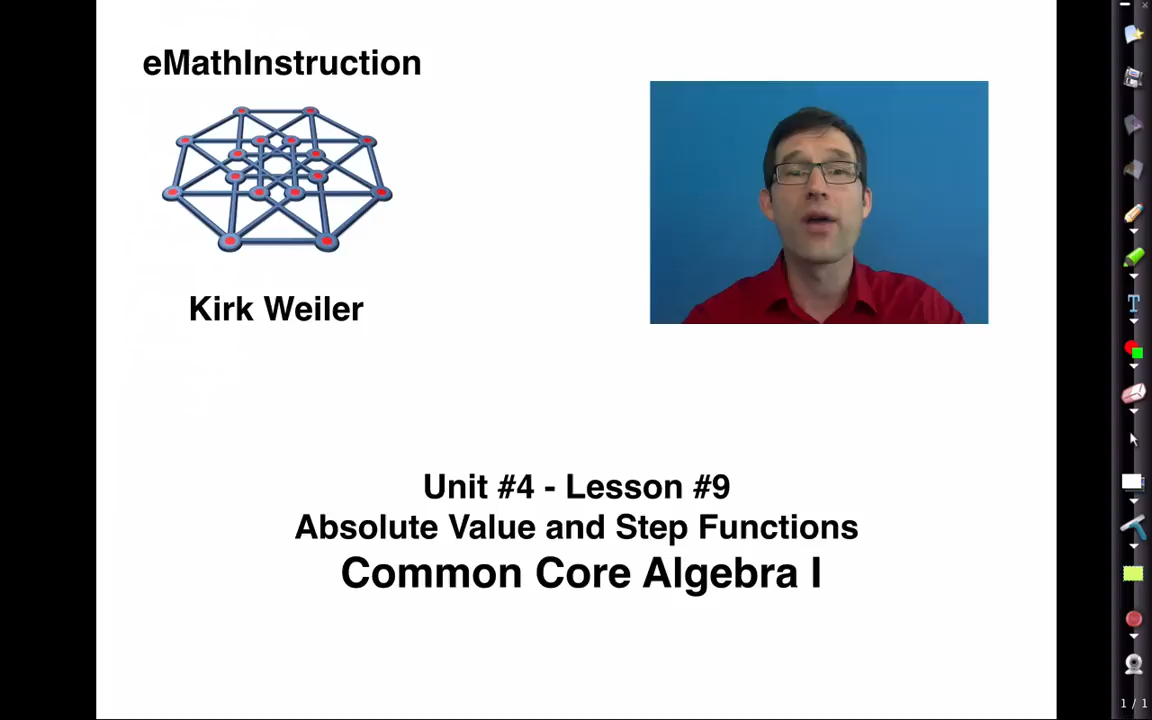 eMathInstruction
Kirk Weiler
Unit #4 - Lesson #9
Absolute Value and Step Functions
Common Core Algebra I
T
1 / 1